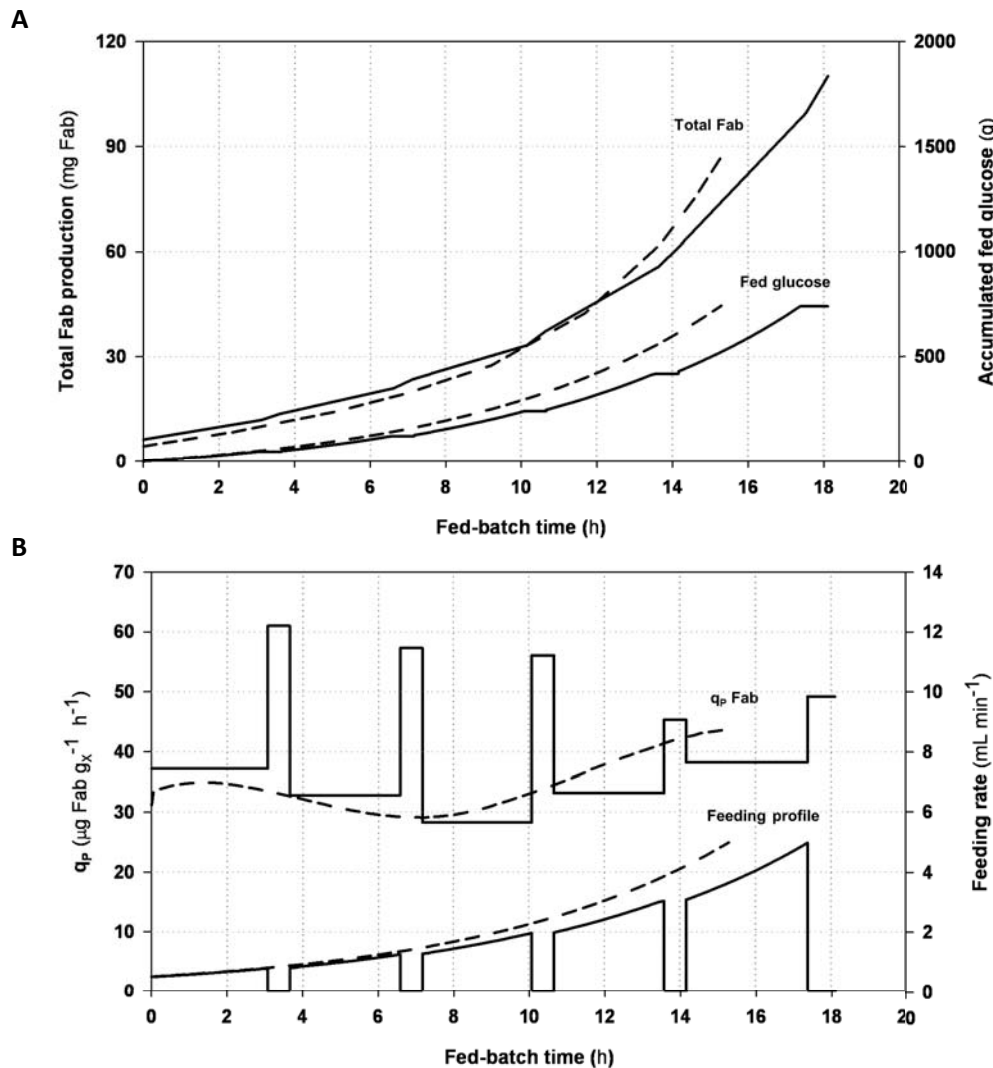 A
120
90
60
30
0
Total Fab production (mg Fab)
2000
1500
1000
500
0
Accumulated fed glucose (g)
Total Fab
Fed glucose
0 2 4 6 8 10 12 14 16 18 20
Fed-batch time (h)
B
70
60
50
40
30
20
10
0
qP (μg Fab gX⁻¹ h⁻¹)
14
12
10
8
6
4
2
0
Feeding rate (mL min⁻¹)
qP Fab
Feeding profile
0 2 4 6 8 10 12 14 16 18 20
Fed-batch time (h)